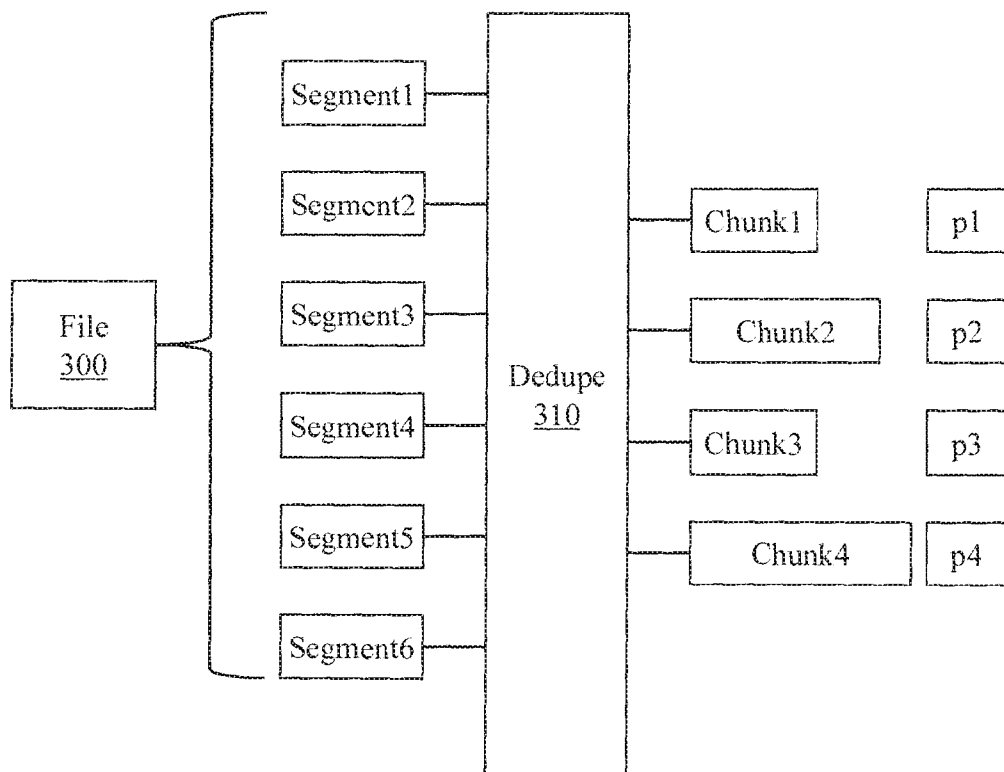 File
300
Segment1
Segment2
Segment3
Segment4
Segment5
Segment6
Dedupe
310
Chunk1
p1
Chunk2
p2
Chunk3
p3
Chunk4
p4